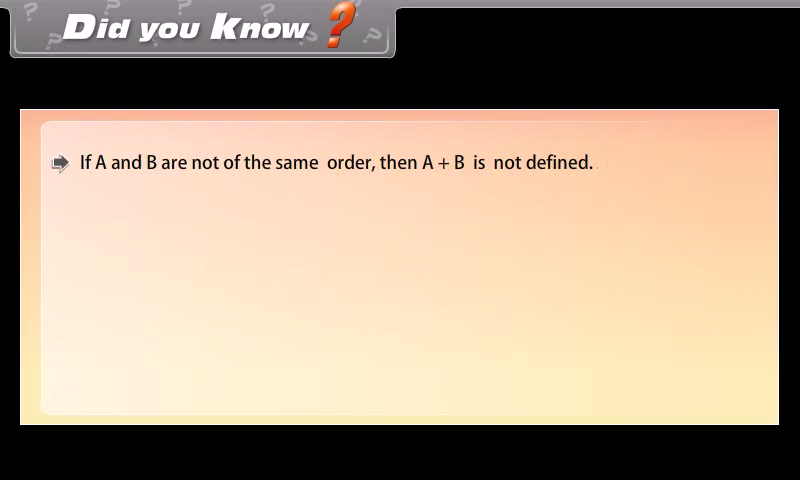 Did you Know ?
If A and B are not of the same order, then A + B is not defined.